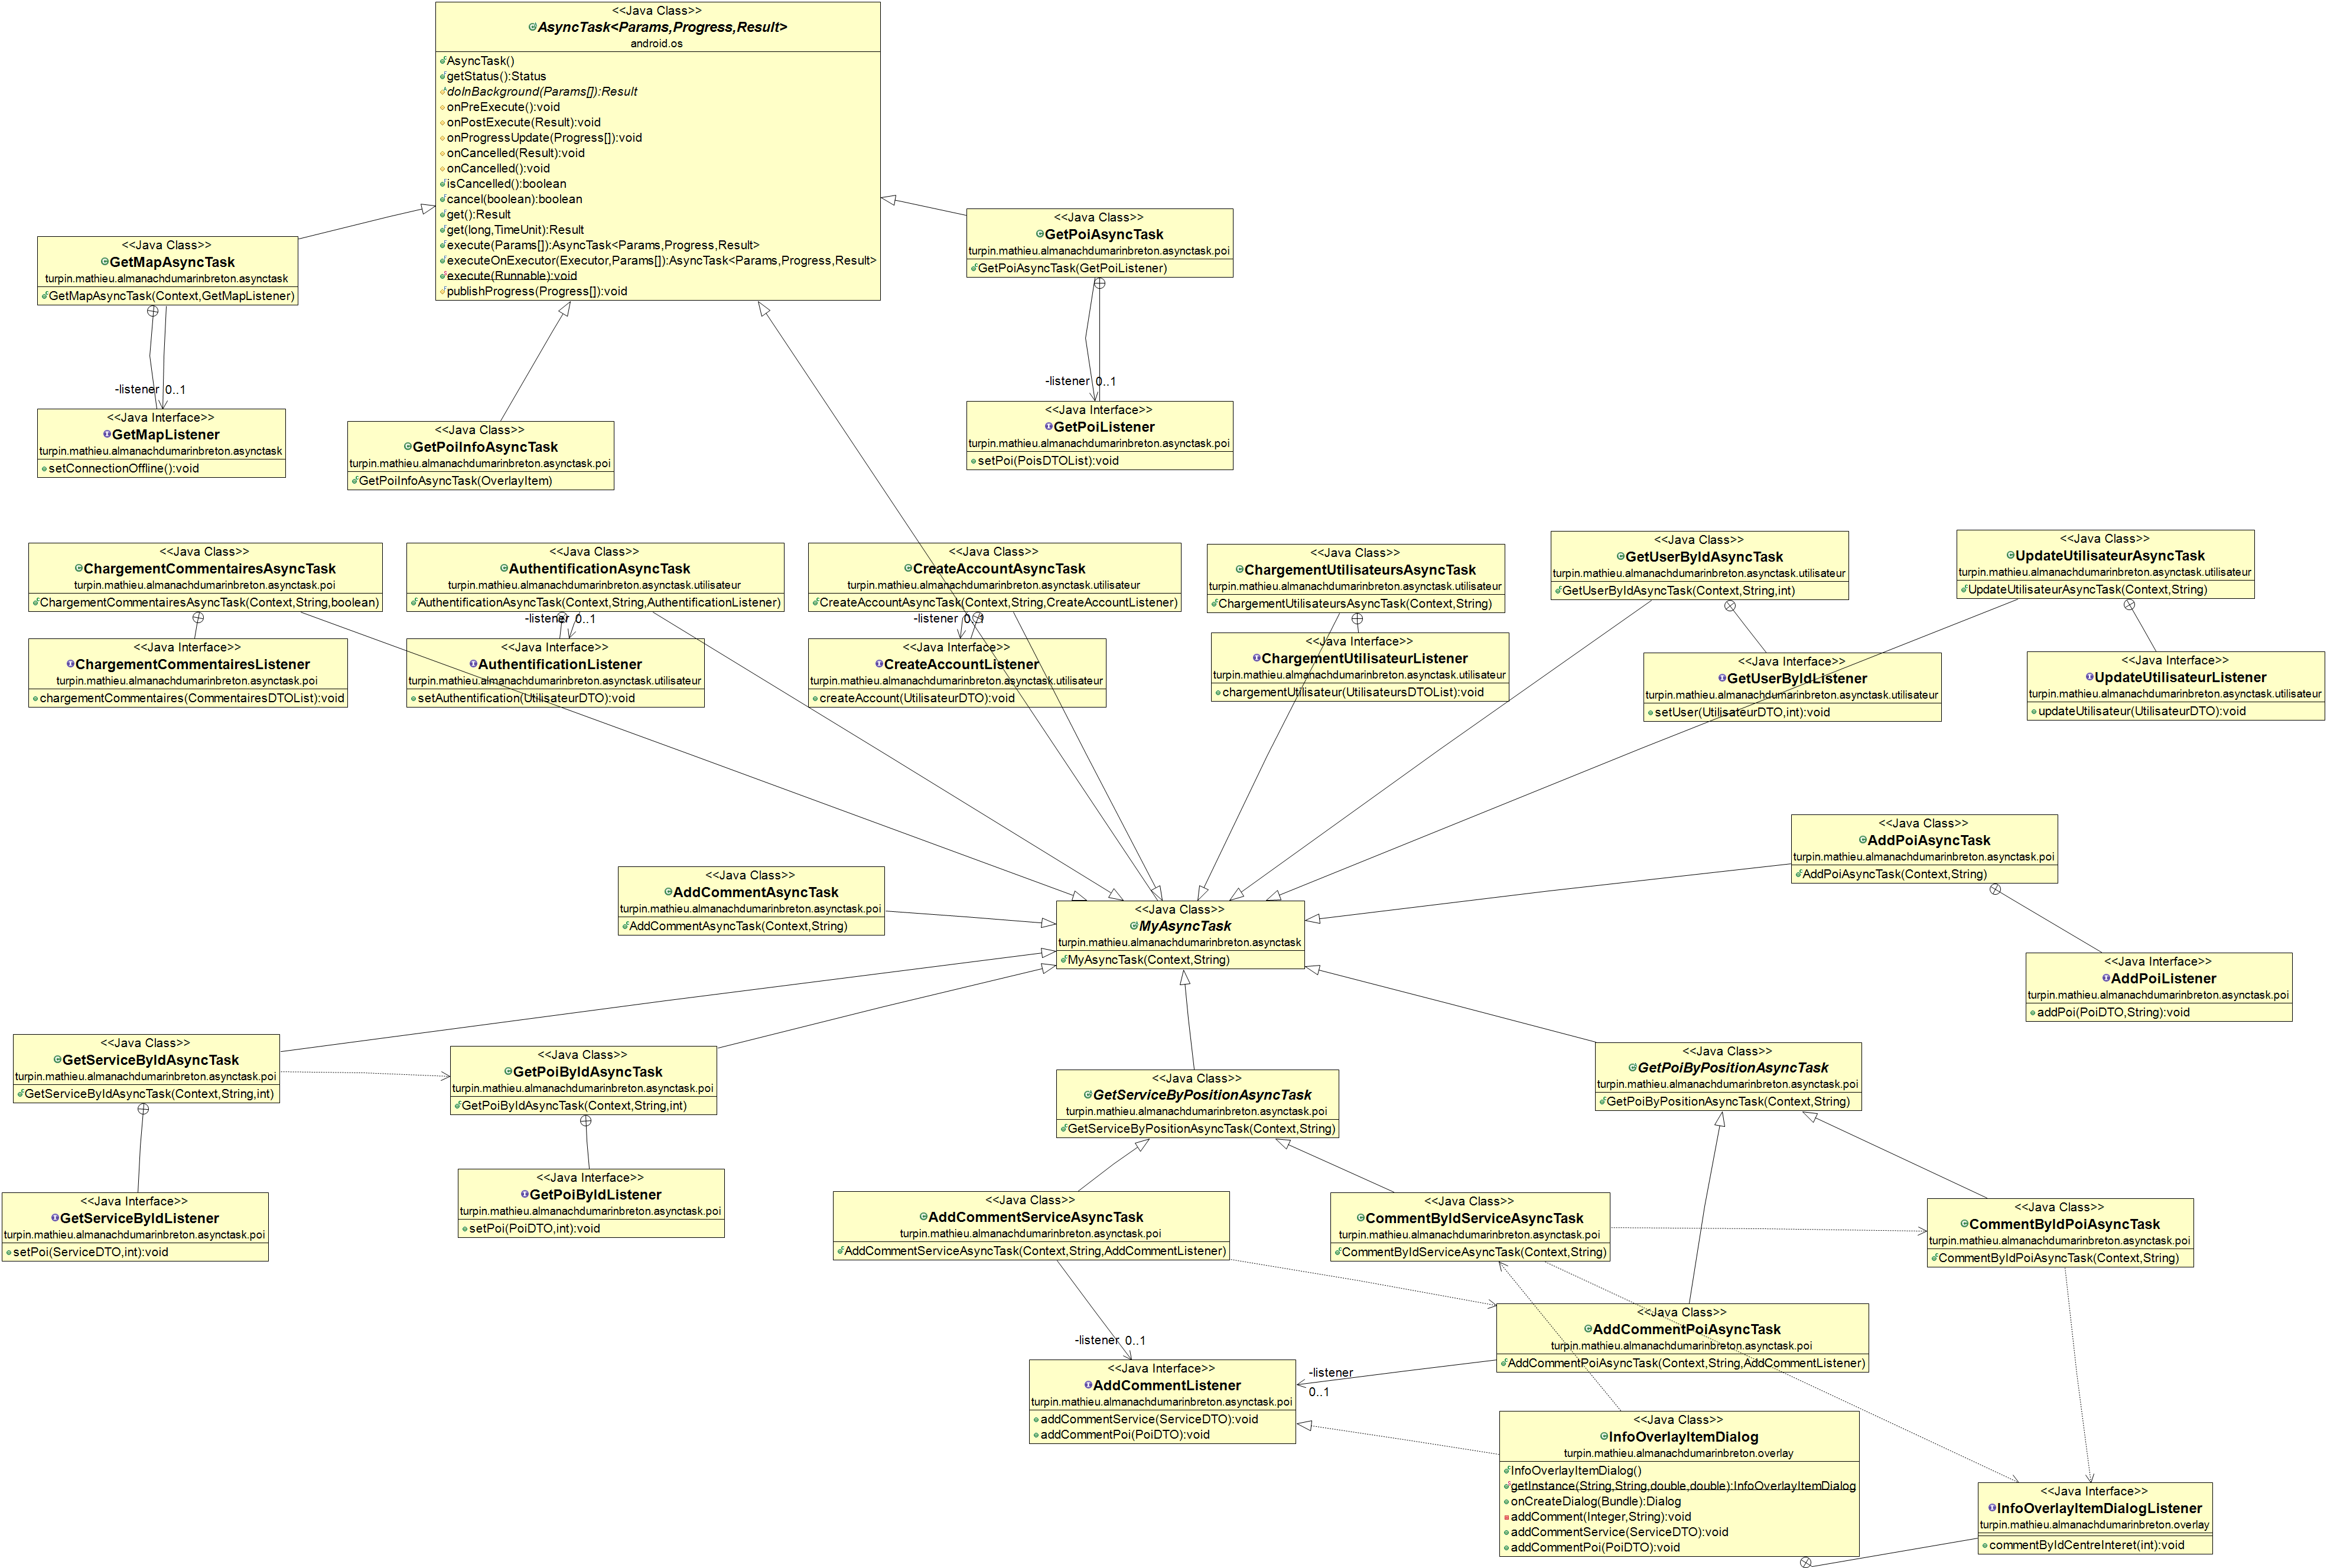 <<Java Class>>
AsyncTask<Params,Progress,Result>
android.os
AsyncTask()
getStatus():Status
doInBackground(Params[]):Result
onPreExecute():void
onPostExecute(Result):void
onProgressUpdate(Progress[]):void
onCancelled(Result):void
onCancelled():void
isCancelled():boolean
cancel(boolean):boolean
get():Result
get(long,TimeUnit):Result
execute(Params[]):AsyncTask<Params,Progress,Result>
executeOnExecutor(Executor,Params[]):AsyncTask<Params,Progress,Result>
execute(Runnable):void
publishProgress(Progress[]):void
<<Java Class>>
GetMapAsyncTask
turpin.mathieu.almanachdumarinbreton.asynctask
GetMapAsyncTask(Context,GetMapListener)
-listener 0..1
<<Java Interface>>
GetMapListener
turpin.mathieu.almanachdumarinbreton.asynctask
setConnectionOffline():void
<<Java Class>>
GetPoiInfoAsyncTask
turpin.mathieu.almanachdumarinbreton.asynctask.poi
GetPoiInfoAsyncTask(OverlayItem)
<<Java Class>>
GetPoiAsyncTask
turpin.mathieu.almanachdumarinbreton.asynctask.poi
GetPoiAsyncTask(GetPoiListener)
-listener 0..1
<<Java Interface>>
GetPoiListener
turpin.mathieu.almanachdumarinbreton.asynctask.poi
setPoi(PoisDTOList):void
<<Java Class>>
ChargementCommentairesAsyncTask
turpin.mathieu.almanachdumarinbreton.asynctask.poi
ChargementCommentairesAsyncTask(Context,String,boolean)
<<Java Interface>>
ChargementCommentairesListener
turpin.mathieu.almanachdumarinbreton.asynctask.poi
chargementCommentaires(CommentairesDTOList):void
<<Java Class>>
AuthentificationAsyncTask
turpin.mathieu.almanachdumarinbreton.asynctask.utilisateur
AuthentificationAsyncTask(Context,String,AuthentificationListener)
-listener 0..1
<<Java Interface>>
AuthentificationListener
turpin.mathieu.almanachdumarinbreton.asynctask.utilisateur
setAuthentification(UtilisateurDTO):void
<<Java Class>>
CreateAccountAsyncTask
turpin.mathieu.almanachdumarinbreton.asynctask.utilisateur
CreateAccountAsyncTask(Context,String,CreateAccountListener)
-listener 0..1
<<Java Interface>>
CreateAccountListener
turpin.mathieu.almanachdumarinbreton.asynctask.utilisateur
createAccount(UtilisateurDTO):void
<<Java Class>>
ChargementUtilisateursAsyncTask
turpin.mathieu.almanachdumarinbreton.asynctask.utilisateur
ChargementUtilisateursAsyncTask(Context,String)
<<Java Interface>>
ChargementUtilisateurListener
turpin.mathieu.almanachdumarinbreton.asynctask.utilisateur
chargementUtilisateur(UtilisateursDTOList):void
<<Java Class>>
GetUserByIdAsyncTask
turpin.mathieu.almanachdumarinbreton.asynctask.utilisateur
GetUserByIdAsyncTask(Context,String,int)
<<Java Interface>>
GetUserByIdListener
turpin.mathieu.almanachdumarinbreton.asynctask.utilisateur
setUser(UtilisateurDTO,int):void
<<Java Class>>
UpdateUtilisateurAsyncTask
turpin.mathieu.almanachdumarinbreton.asynctask.utilisateur
UpdateUtilisateurAsyncTask(Context,String)
<<Java Interface>>
UpdateUtilisateurListener
turpin.mathieu.almanachdumarinbreton.asynctask.utilisateur
updateUtilisateur(UtilisateurDTO):void
<<Java Class>>
AddPoiAsyncTask
turpin.mathieu.almanachdumarinbreton.asynctask.poi
AddPoiAsyncTask(Context,String)
<<Java Interface>>
AddPoiListener
turpin.mathieu.almanachdumarinbreton.asynctask.poi
addPoi(PoiDTO,String):void
<<Java Class>>
AddCommentAsyncTask
turpin.mathieu.almanachdumarinbreton.asynctask.poi
AddCommentAsyncTask(Context,String)
<<Java Class>>
MyAsyncTask
turpin.mathieu.almanachdumarinbreton.asynctask
MyAsyncTask(Context,String)
<<Java Class>>
GetServiceByIdAsyncTask
turpin.mathieu.almanachdumarinbreton.asynctask.poi
GetServiceByIdAsyncTask(Context,String,int)
<<Java Interface>>
GetServiceByIdListener
turpin.mathieu.almanachdumarinbreton.asynctask.poi
setPoi(ServiceDTO,int):void
<<Java Class>>
GetPoiByIdAsyncTask
turpin.mathieu.almanachdumarinbreton.asynctask.poi
GetPoiByIdAsyncTask(Context,String,int)
<<Java Interface>>
GetPoiByIdListener
turpin.mathieu.almanachdumarinbreton.asynctask.poi
setPoi(PoiDTO,int):void
<<Java Class>>
GetServiceByPositionAsyncTask
turpin.mathieu.almanachdumarinbreton.asynctask.poi
GetServiceByPositionAsyncTask(Context,String)
<<Java Class>>
GetPoiByPositionAsyncTask
turpin.mathieu.almanachdumarinbreton.asynctask.poi
GetPoiByPositionAsyncTask(Context,String)
<<Java Class>>
AddCommentServiceAsyncTask
turpin.mathieu.almanachdumarinbreton.asynctask.poi
AddCommentServiceAsyncTask(Context,String,AddCommentListener)
<<Java Class>>
CommentByIdServiceAsyncTask
turpin.mathieu.almanachdumarinbreton.asynctask.poi
CommentByIdServiceAsyncTask(Context,String)
<<Java Class>>
CommentByIdPoiAsyncTask
turpin.mathieu.almanachdumarinbreton.asynctask.poi
CommentByIdPoiAsyncTask(Context,String)
<<Java Class>>
AddCommentPoiAsyncTask
turpin.mathieu.almanachdumarinbreton.asynctask.poi
AddCommentPoiAsyncTask(Context,String,AddCommentListener)
-listener 0..1
-listener
0..1
<<Java Interface>>
AddCommentListener
turpin.mathieu.almanachdumarinbreton.asynctask.poi
addCommentService(ServiceDTO):void
addCommentPoi(PoiDTO):void
<<Java Class>>
InfoOverlayItemDialog
turpin.mathieu.almanachdumarinbreton.overlay
InfoOverlayItemDialog()
getInstance(String,String,double,double):InfoOverlayItemDialog
onCreateDialog(Bundle):Dialog
addComment(Integer,String):void
addCommentService(ServiceDTO):void
addCommentPoi(PoiDTO):void
<<Java Interface>>
InfoOverlayItemDialogListener
turpin.mathieu.almanachdumarinbreton.overlay
commentByIdCentreInteret(int):void